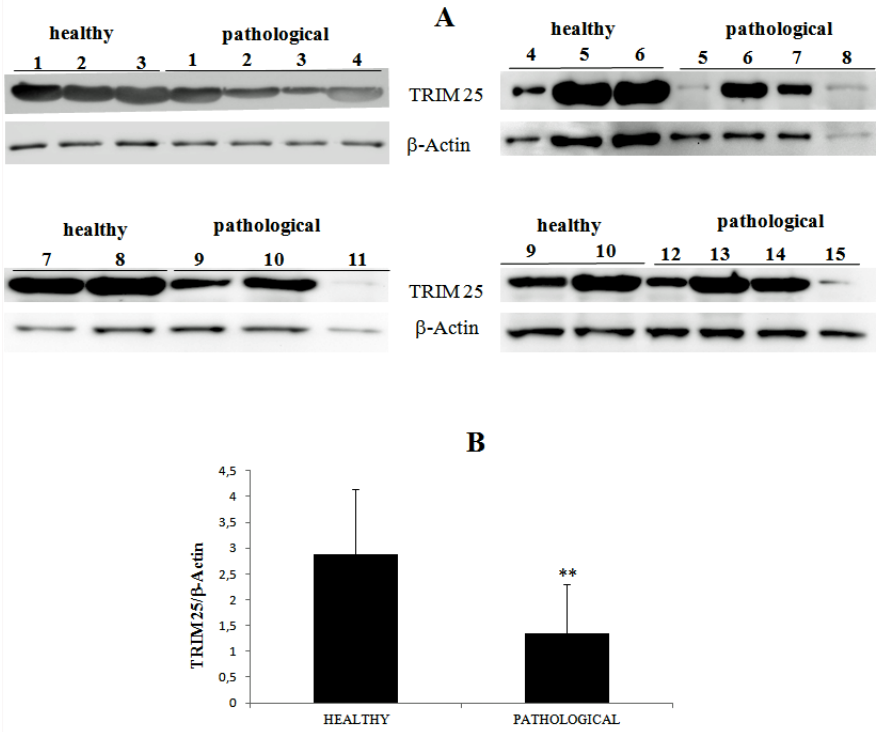 A
healthy pathological
1 2 3 1 2 3 4
healthy pathological
4 5 6 5 6 7 8
TRIM 25
β-Actin
healthy pathological
7 8 9 10 11
healthy pathological
9 10 12 13 14 15
TRIM 25
β-Actin
B
4,5
4
3,5
3
2,5
2
1,5
1
0,5
0
TRIM25/β-Actin
**
HEALTHY PATHOLOGICAL